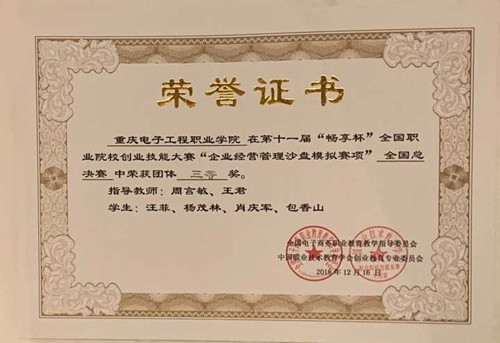 荣誉证书
重庆电子工程职业学院 在第十一届“畅享杯”全国职
业院校创业技能大赛“企业经营管理沙盘模拟赛项” 全国总
决赛 中荣获团体 三等 奖。
指导教师：周言敏、王君
学生：汪菲、杨茂林、肖庆军、包香山
全国电子商务职业教育教学指导委员会
中国职业技术教育学会创业教育专业委员会
2018年12月16日